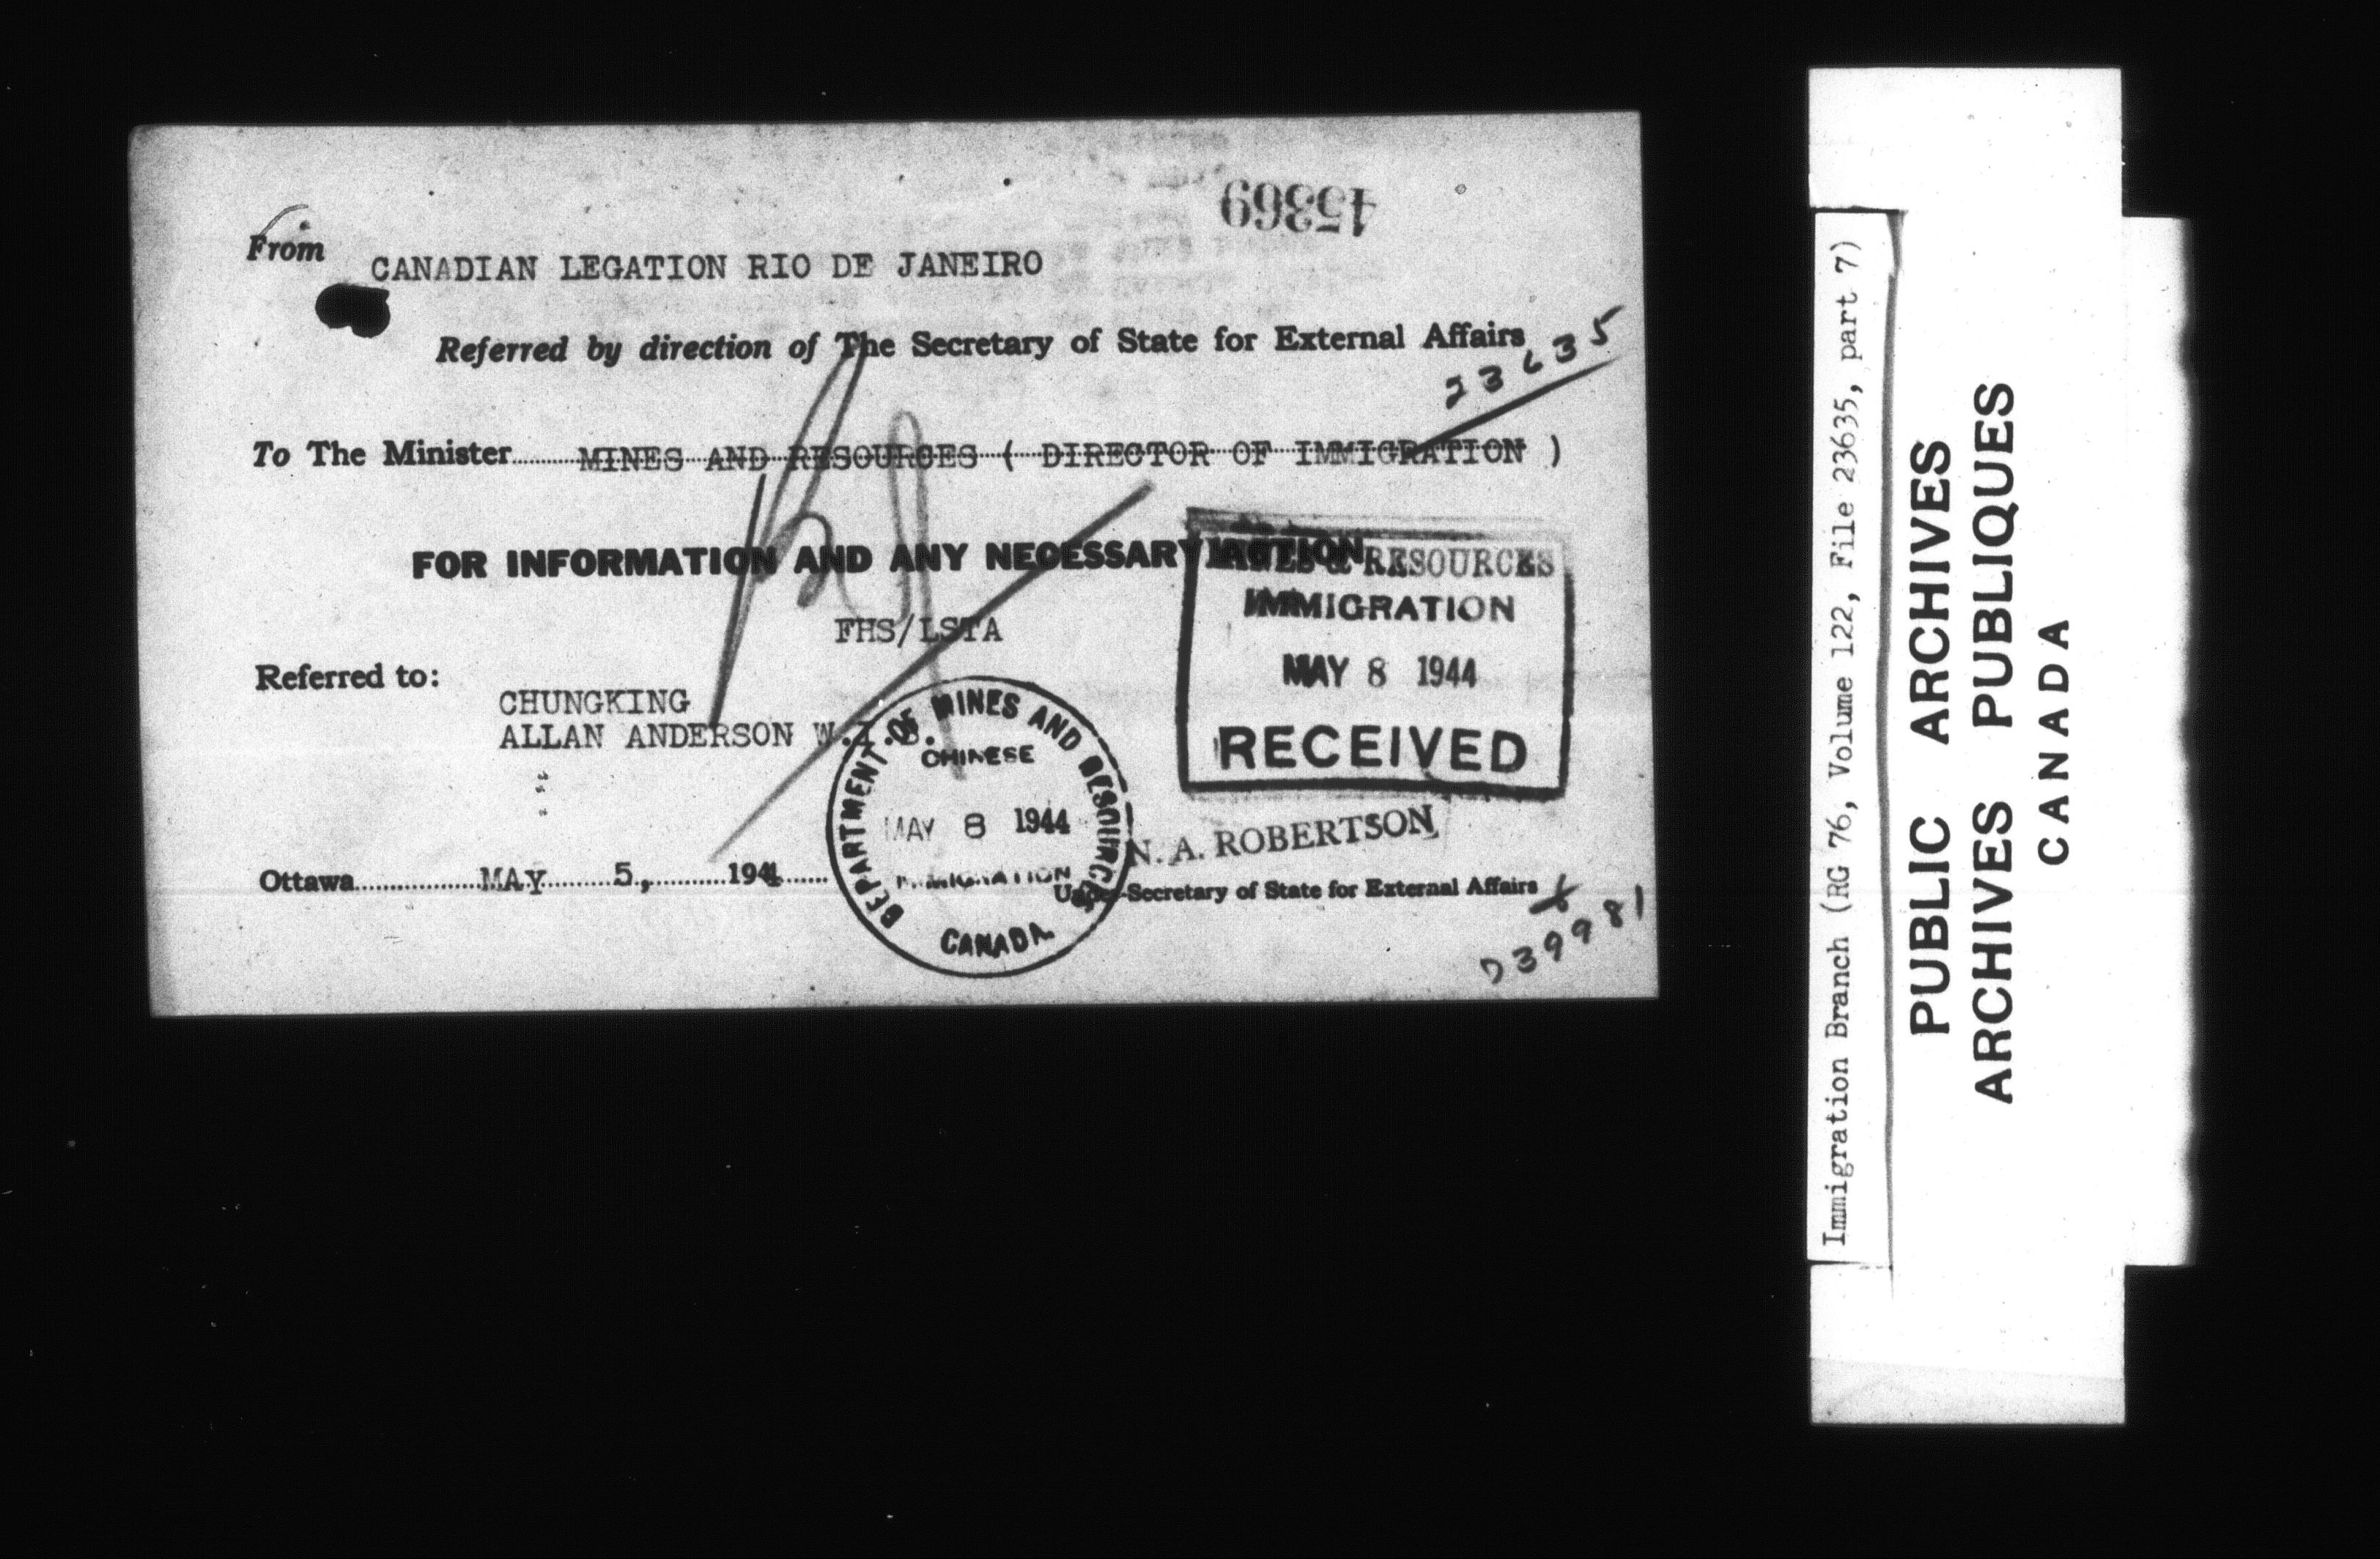 45369
From CANADIAN LEGATION RIO DE JANEIRO
Referred by direction of The Secretary of State for External Affairs
23635
To The Minister MINES AND RESOURCES ( DIRECTOR OF IMMIGRATION )
FOR INFORMATION AND ANY NECESSARY ACTION
FHS/LSTA
MINES & RESOURCES
IMMIGRATION
MAY 8 1944
RECEIVED
Referred to:
CHUNGKING
ALLAN ANDERSON W.I.B.
DEPARTMENT OF MINES AND RESOURCES
CHINESE
MAY 8 1944
IMMIGRATION
CANADA
N. A. ROBERTSON
Ottawa MAY 5, 1944
Under-Secretary of State for External Affairs
D39981
Immigration Branch (RG 76, Volume 122, File 23635, part 7)
PUBLIC ARCHIVES
ARCHIVES PUBLIQUES
CANADA